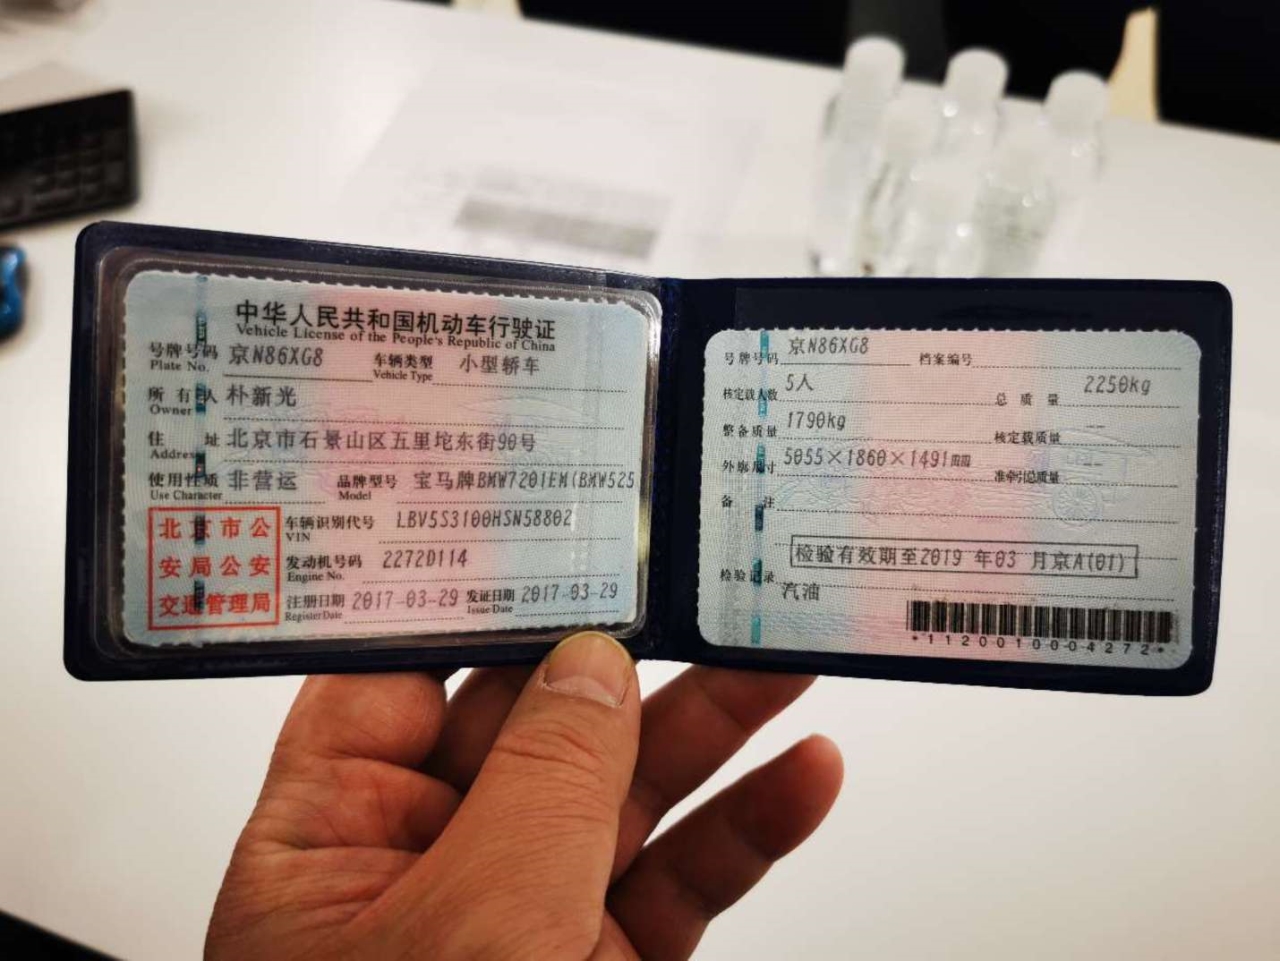 中华人民共和国机动车行驶证
Vehicle License of the People's Republic of China
号牌号码 京N86XG8 车辆类型 小型轿车
Plate No. Vehicle Type
所有人 朴新光
Owner
住址 北京市石景山区五里坨东街90号
Address
使用性质 非营运 品牌型号 宝马牌BMW7201EM(BMW525
Use Character Model
北京市公
安局公安
交通管理局
车辆识别代号 LBV5S3100HSN58802
VIN
发动机号码 2272D114
Engine No.
注册日期 2017-03-29 发证日期 2017-03-29
Register Date Issue Date
号牌号码 京N86XG8 档案编号
核定载人数 5人 总质量 2250kg
整备质量 1790kg 核定载质量 --
外廓尺寸 5055×1860×1491mm 准牵引总质量 --
备注
检验有效期至2019 年03 月京A(01)
检验记录
汽油
*1120010004272*